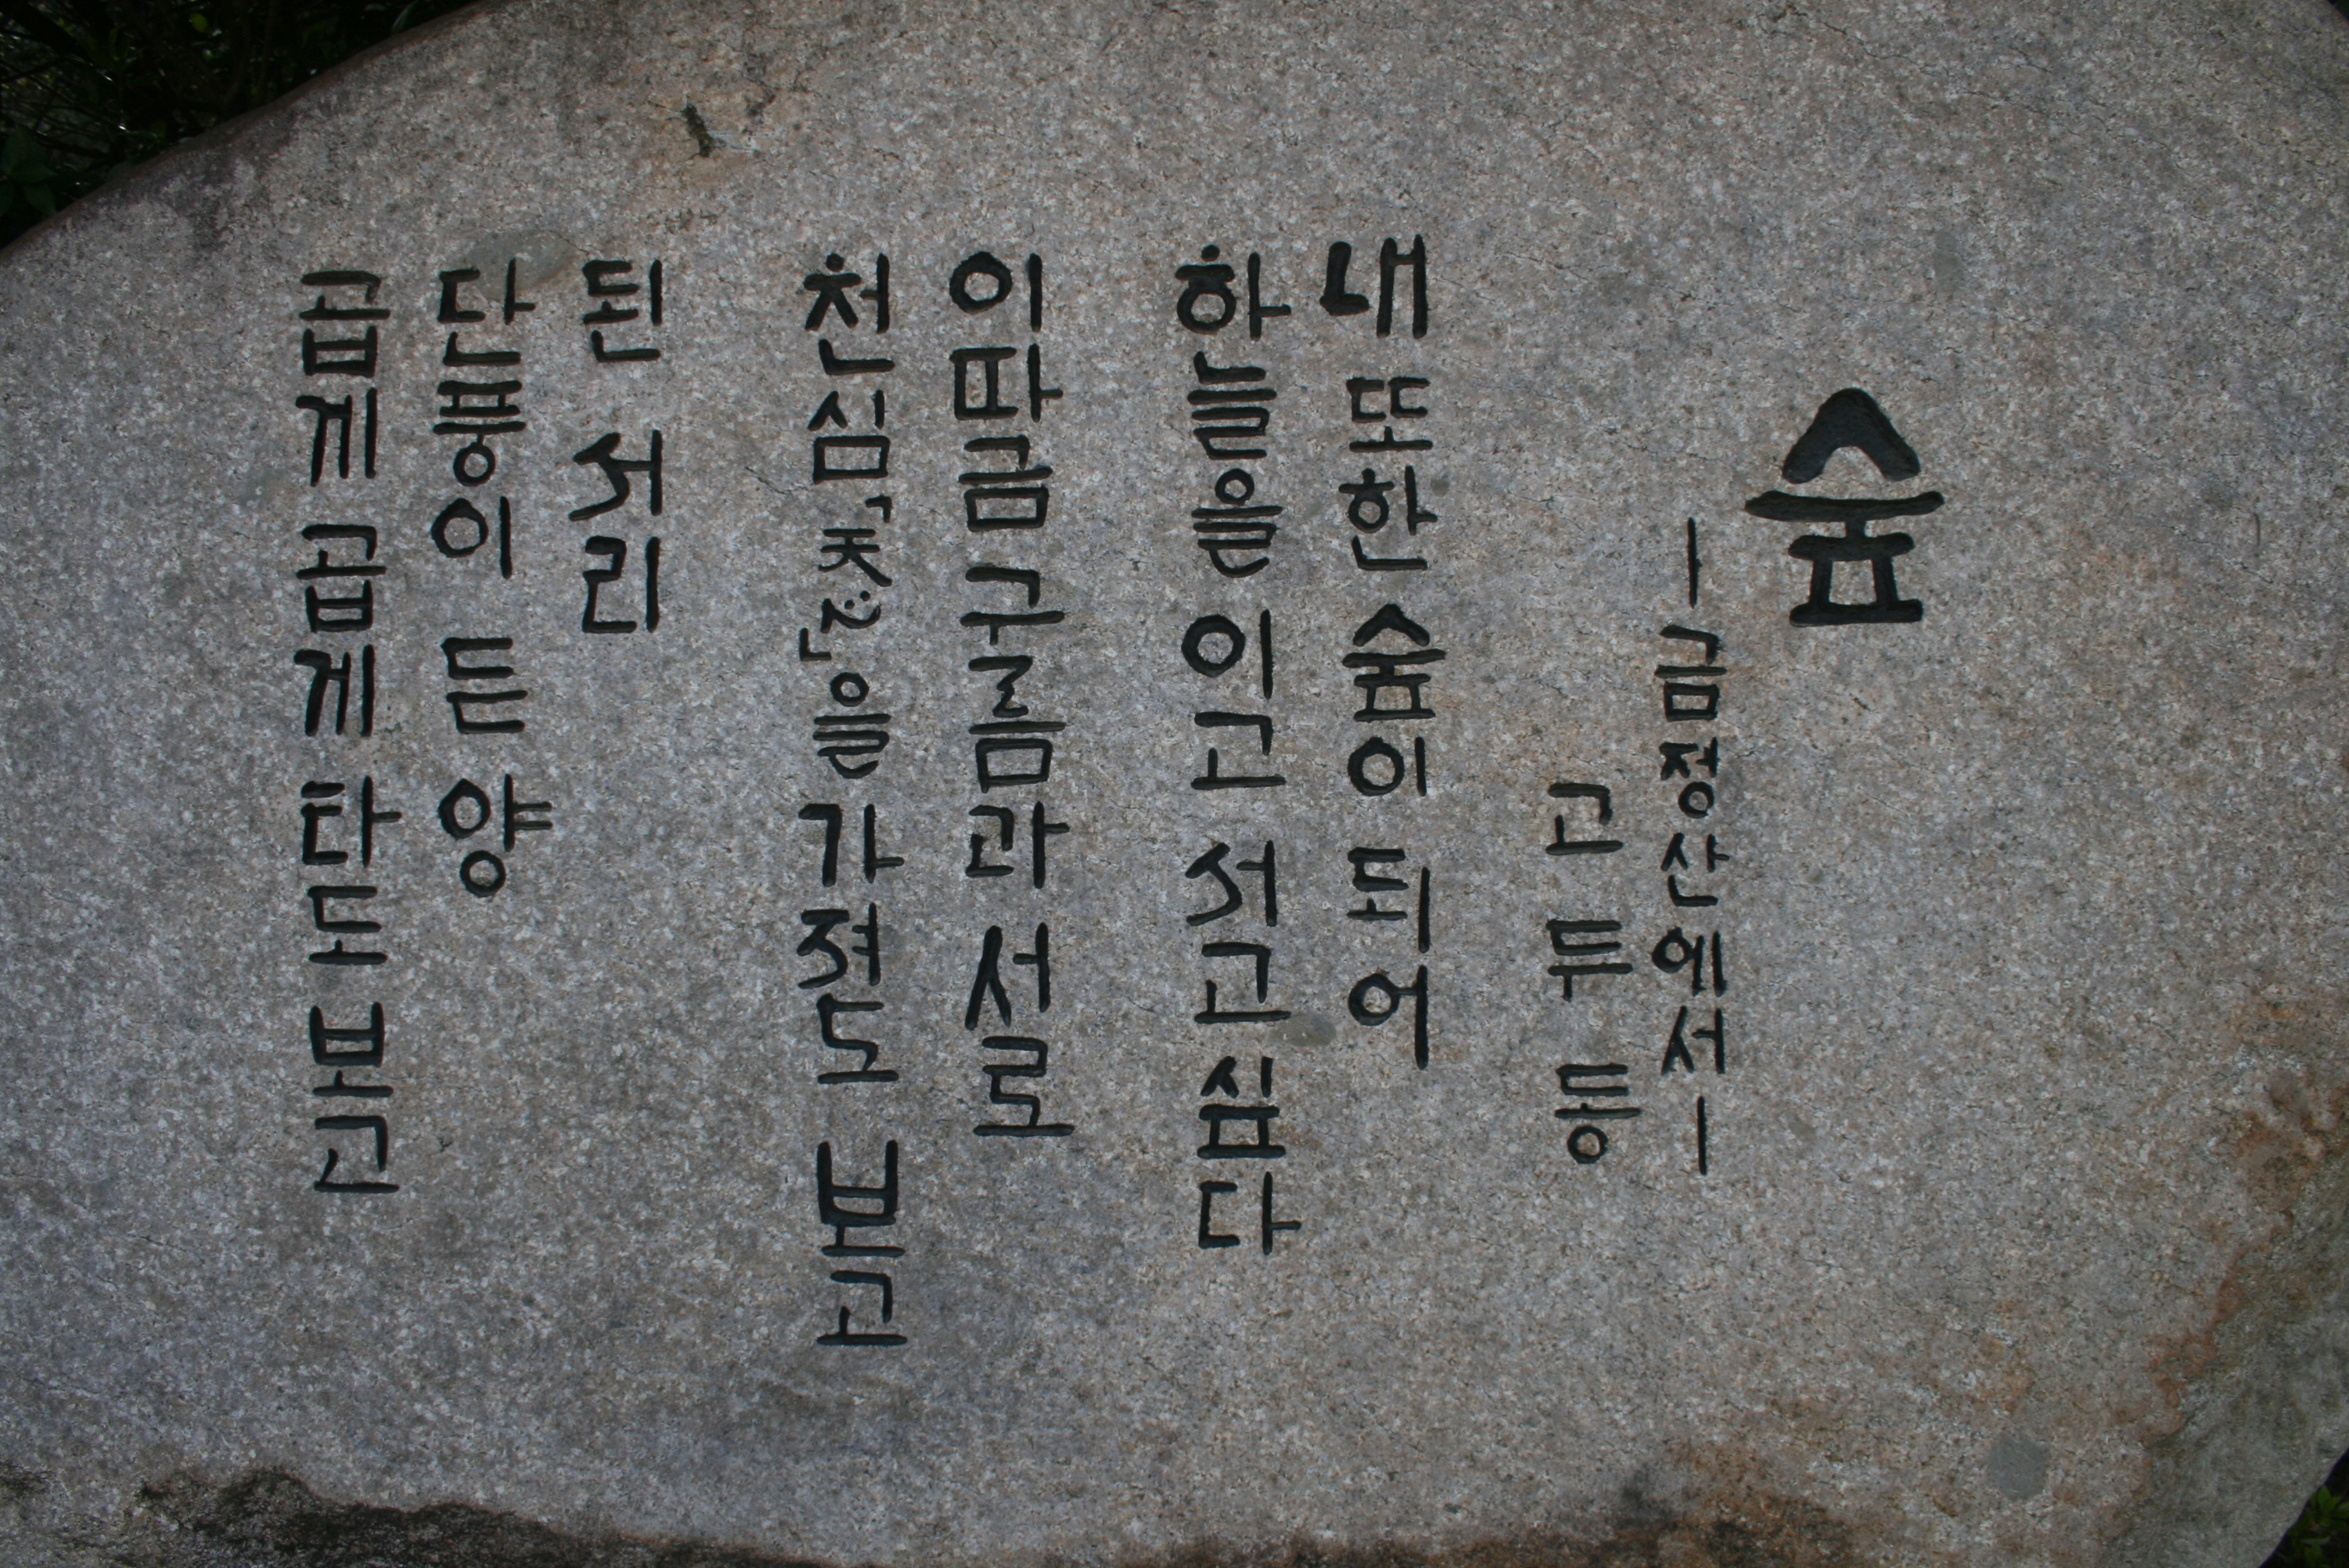 숲
—금정산에서—
고 두 동
내 또한 숲이 되어
하늘을 이고 서고 싶다
이따금 구름과 서로
천심「天心」을 가젼도 보고
된 서리
단풍이 듣 양
곱게 곱게 타도 보고